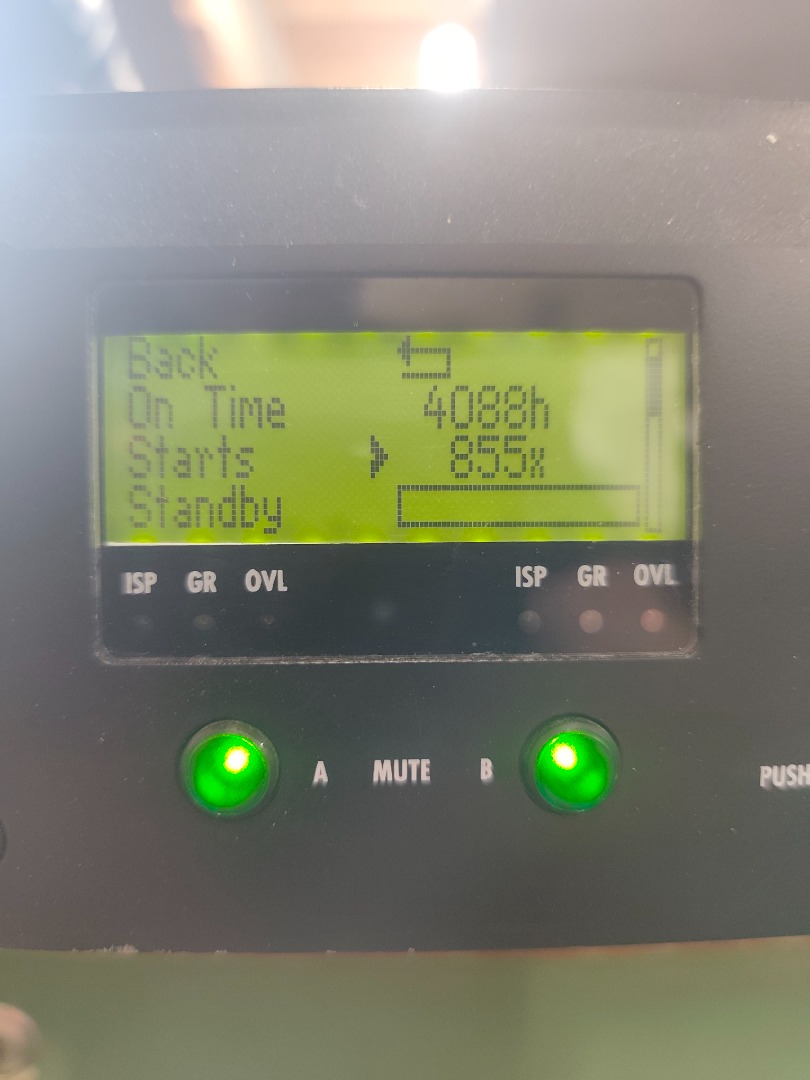 Back
On Time 4088h
Starts 855x
Standby
ISP GR OVL ISP GR OVL
A MUTE B PUSH